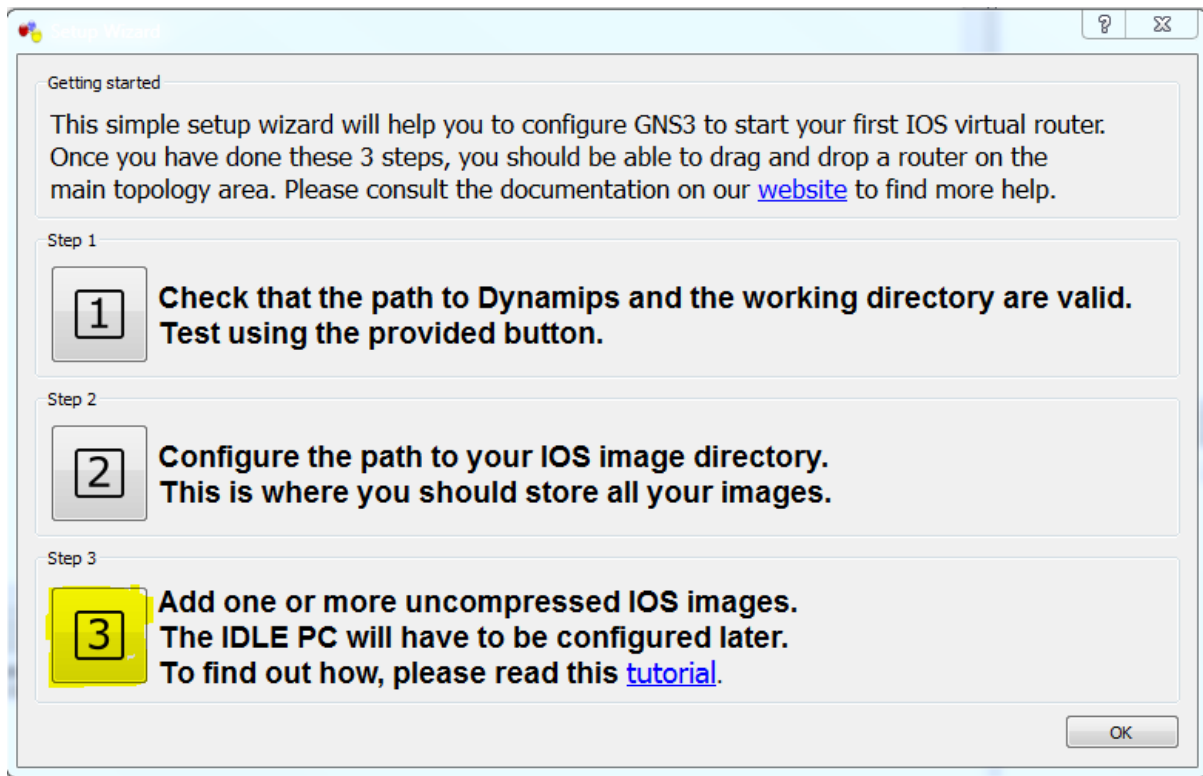 Setup Wizard
Getting started
This simple setup wizard will help you to configure GNS3 to start your first IOS virtual router.
Once you have done these 3 steps, you should be able to drag and drop a router on the
main topology area. Please consult the documentation on our website to find more help.
Step 1
1
Check that the path to Dynamips and the working directory are valid.
Test using the provided button.
Step 2
2
Configure the path to your IOS image directory.
This is where you should store all your images.
Step 3
3
Add one or more uncompressed IOS images.
The IDLE PC will have to be configured later.
To find out how, please read this tutorial.
OK